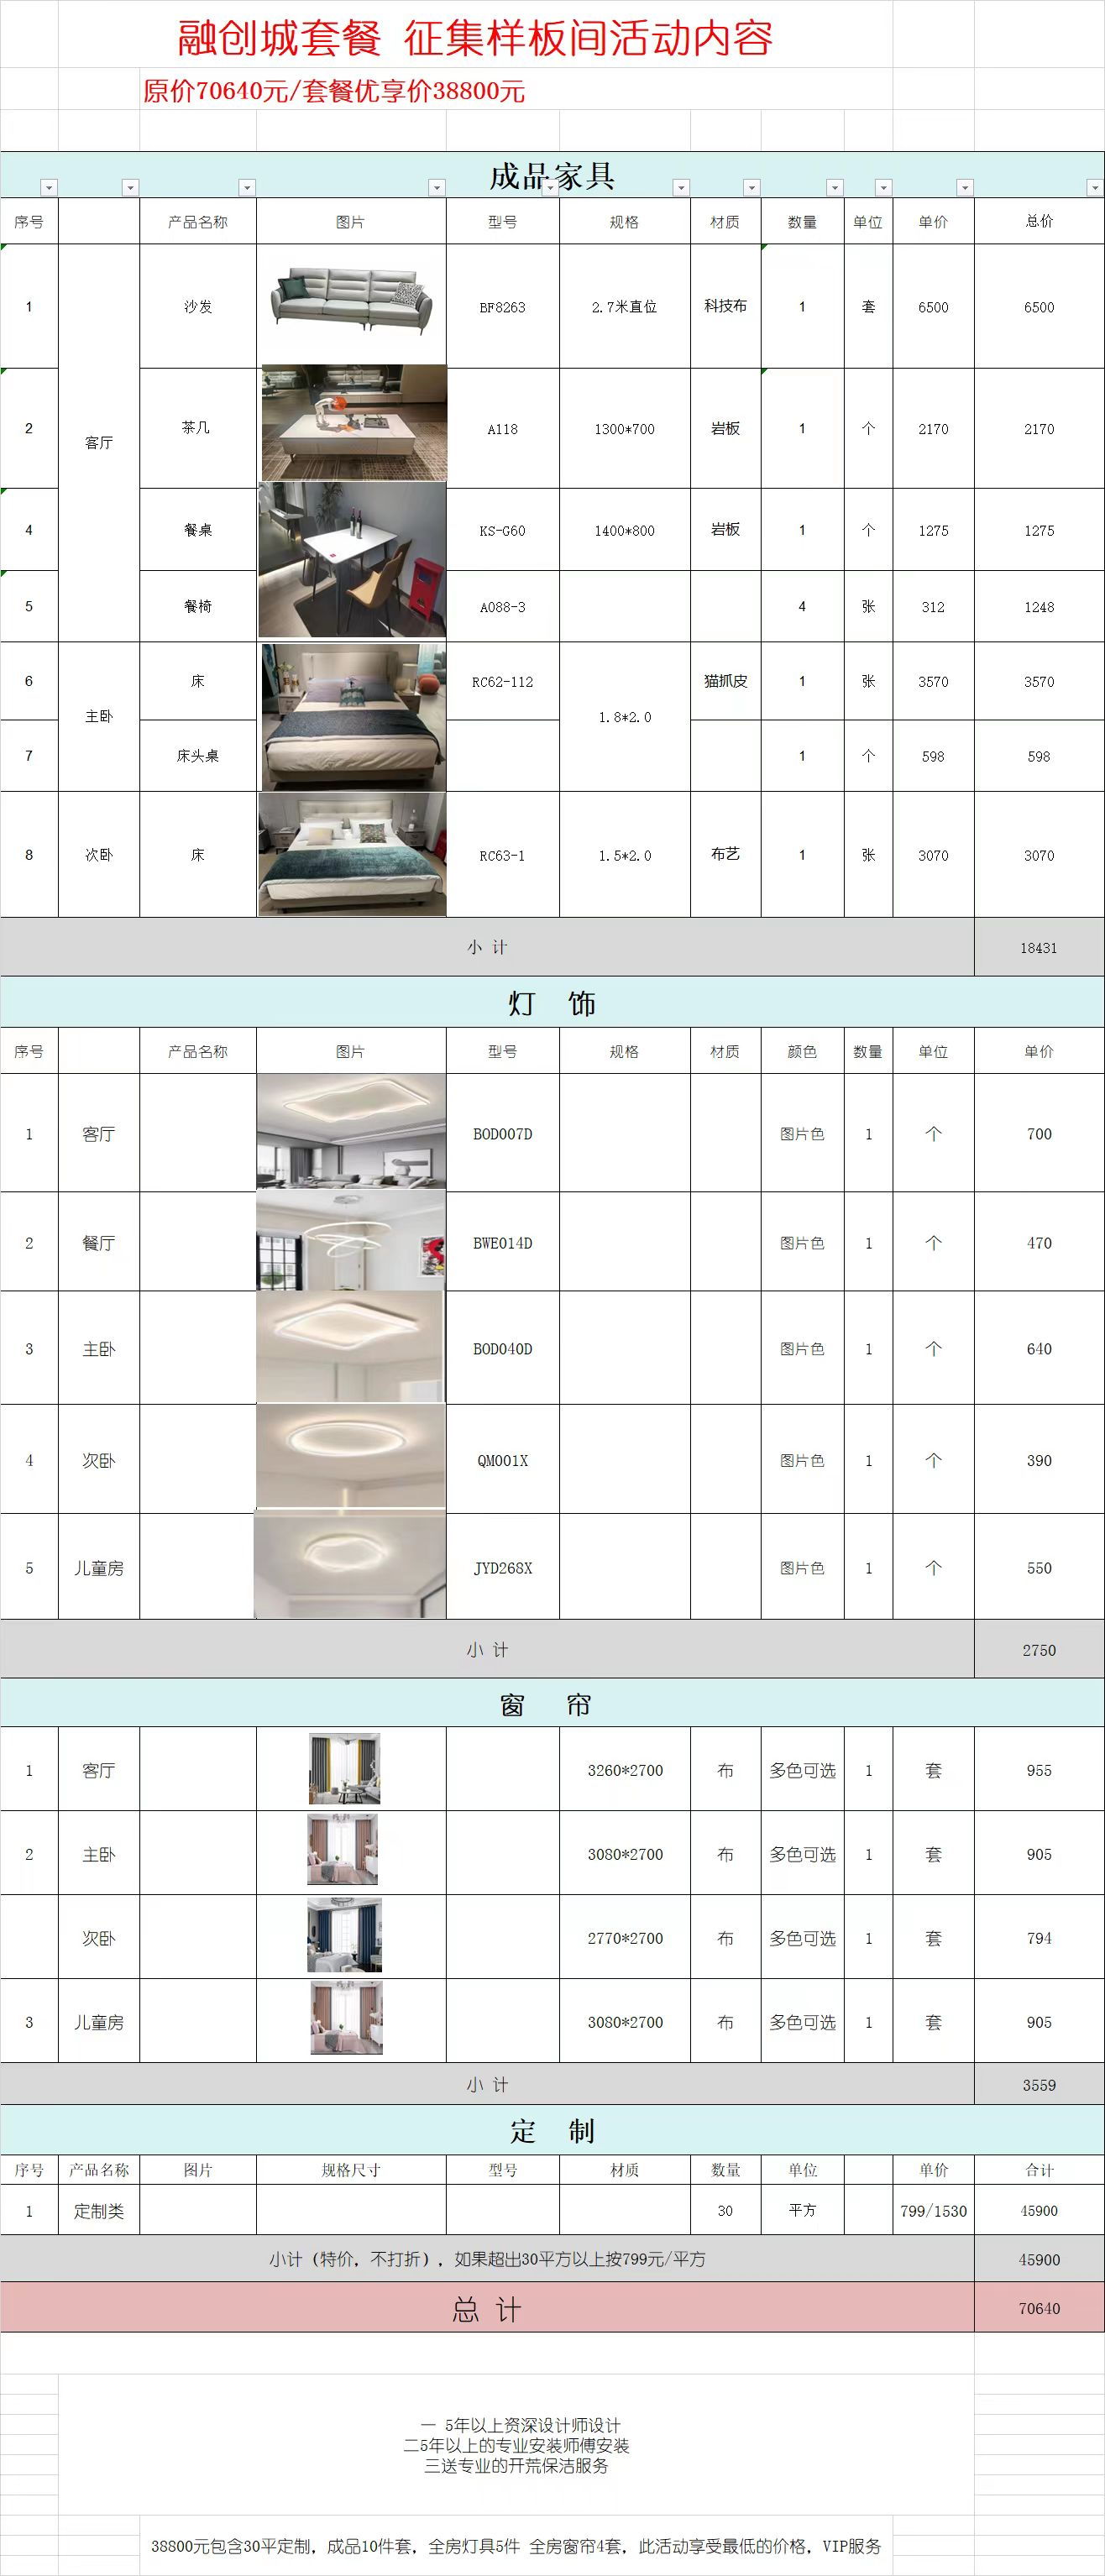 融创城套餐 征集样板间活动内容
原价70640元/套餐优享价38800元
成品家具
序号 产品名称 图片 型号 规格 材质 数量 单位 单价 总价
1 客厅 沙发 BF8263 2.7米直位 科技布 1 套 6500 6500
2 茶几 A118 1300*700 岩板 1 个 2170 2170
4 餐桌 KS-G60 1400*800 岩板 1 个 1275 1275
5 餐椅 A088-3 4 张 312 1248
6 主卧 床 RC62-112 1.8*2.0 猫抓皮 1 张 3570 3570
7 床头桌 1 个 598 598
8 次卧 床 RC63-1 1.5*2.0 布艺 1 张 3070 3070
小 计 18431
灯 饰
序号 产品名称 图片 型号 规格 材质 颜色 数量 单位 单价
1 客厅 BOD007D 图片色 1 个 700
2 餐厅 BWE014D 图片色 1 个 470
3 主卧 BOD040D 图片色 1 个 640
4 次卧 QM001X 图片色 1 个 390
5 儿童房 JYD268X 图片色 1 个 550
小 计 2750
窗 帘
1 客厅 3260*2700 布 多色可选 1 套 955
2 主卧 3080*2700 布 多色可选 1 套 905
次卧 2770*2700 布 多色可选 1 套 794
3 儿童房 3080*2700 布 多色可选 1 套 905
小 计 3559
定 制
序号 产品名称 图片 规格尺寸 型号 材质 数量 单位 单价 合计
1 定制类 30 平方 799/1530 45900
小计（特价，不打折），如果超出30平方以上按799元/平方 45900
总 计 70640
一 5年以上资深设计师设计
二5年以上的专业安装师傅安装
三送专业的开荒保洁服务
38800元包含30平定制，成品10件套，全房灯具5件 全房窗帘4套，此活动享受最低的价格，VIP服务